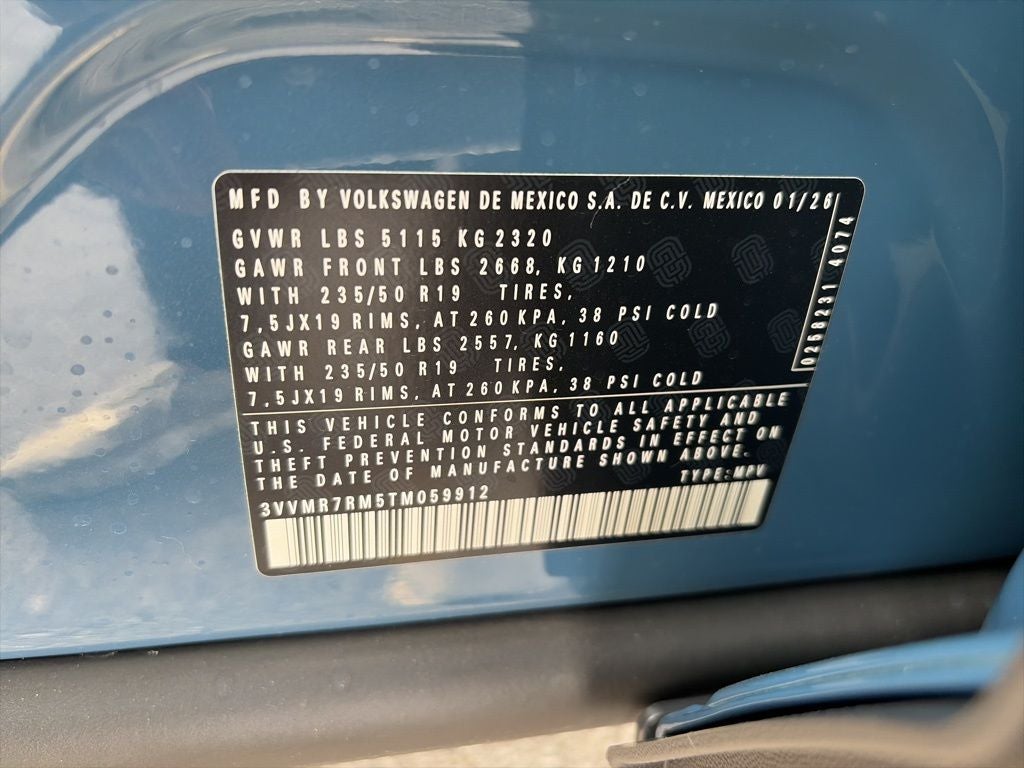 MFD BY VOLKSWAGEN DE MEXICO S.A. DE C.V. MEXICO 01/26
GVWR LBS 5115 KG 2320
GAWR FRONT LBS 2668, KG 1210
WITH 235/50 R19 TIRES,
7,5JX19 RIMS, AT 260 KPA, 38 PSI COLD
GAWR REAR LBS 2557, KG 1160
WITH 235/50 R19 TIRES,
7,5JX19 RIMS, AT 260 KPA, 38 PSI COLD
0258231 4074
THIS VEHICLE CONFORMS TO ALL APPLICABLE
U.S. FEDERAL MOTOR VEHICLE SAFETY AND
THEFT PREVENTION STANDARDS IN EFFECT ON
THE DATE OF MANUFACTURE SHOWN ABOVE.
TYPE: MPV
3VVMR7RM5TM059912